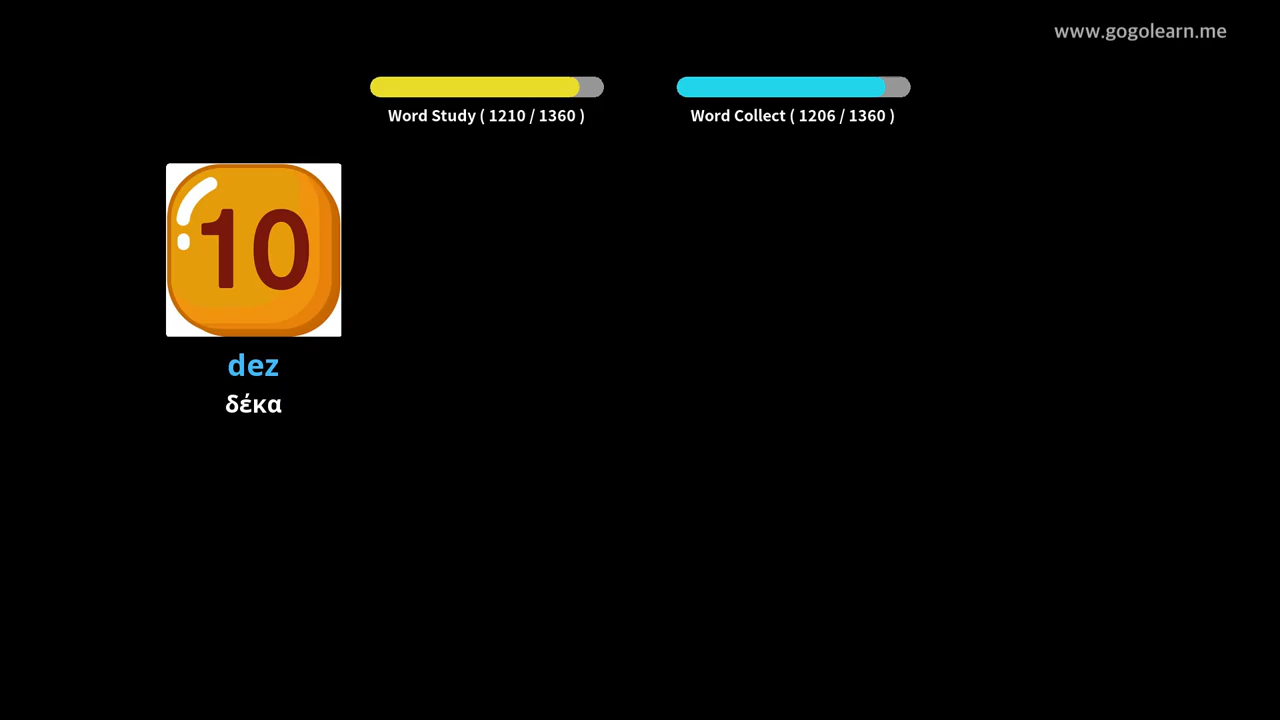 www.gogolearn.me
Word Study ( 1210 / 1360 )
Word Collect ( 1206 / 1360 )
10
dez
δέκα